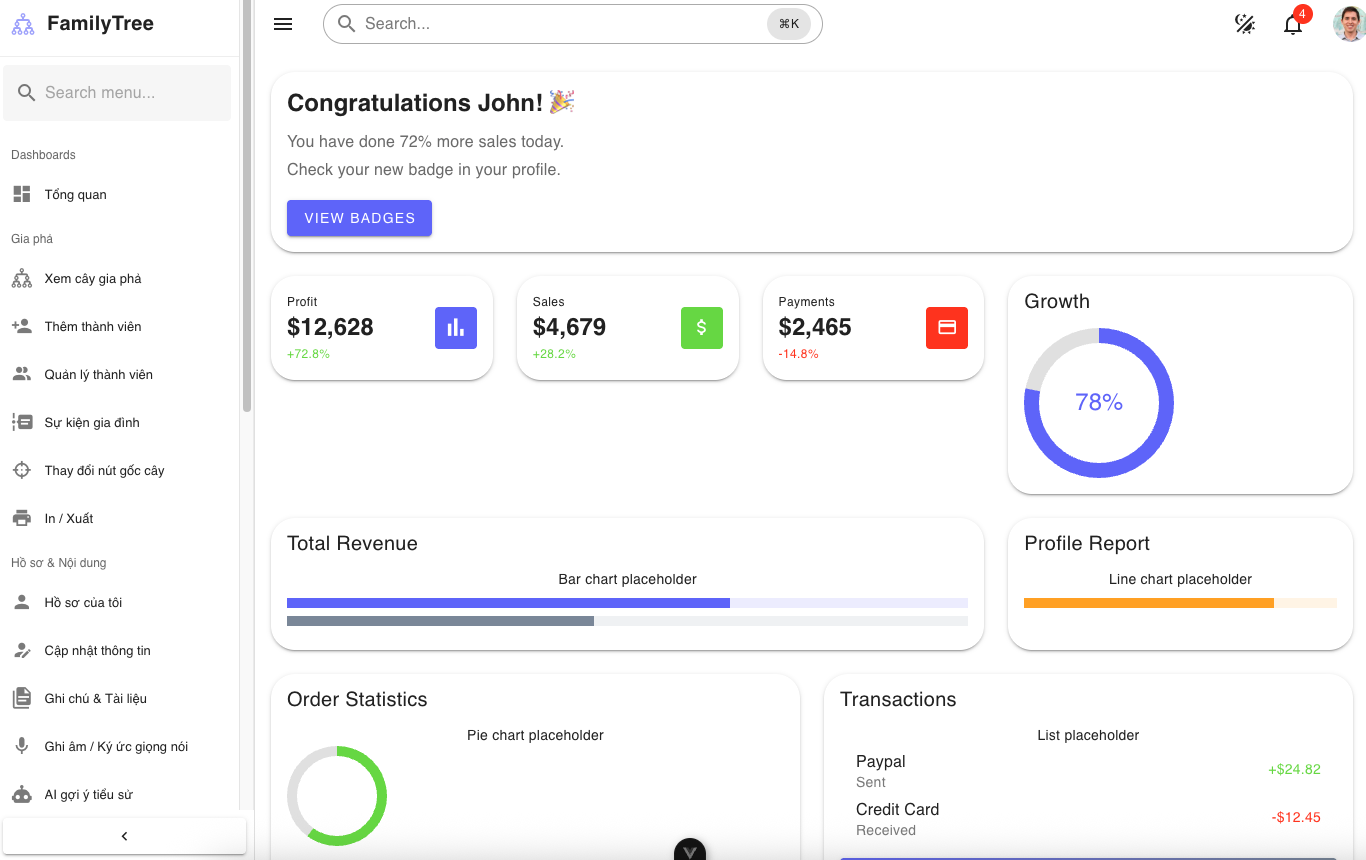 FamilyTree
Search...
⌘K
4
Search menu...
Dashboards
Tổng quan
Gia phả
Xem cây gia phả
Thêm thành viên
Quản lý thành viên
Sự kiện gia đình
Thay đổi nút gốc cây
In / Xuất
Hồ sơ & Nội dung
Hồ sơ của tôi
Cập nhật thông tin
Ghi chú & Tài liệu
Ghi âm / Ký ức giọng nói
AI gợi ý tiểu sử
Congratulations John! 🎉
You have done 72% more sales today.
Check your new badge in your profile.
VIEW BADGES
Profit
$12,628
+72.8%
Sales
$4,679
+28.2%
Payments
$2,465
-14.8%
Growth
78%
Total Revenue
Bar chart placeholder
Profile Report
Line chart placeholder
Order Statistics
Pie chart placeholder
Transactions
List placeholder
Paypal
Sent
+$24.82
Credit Card
Received
-$12.45